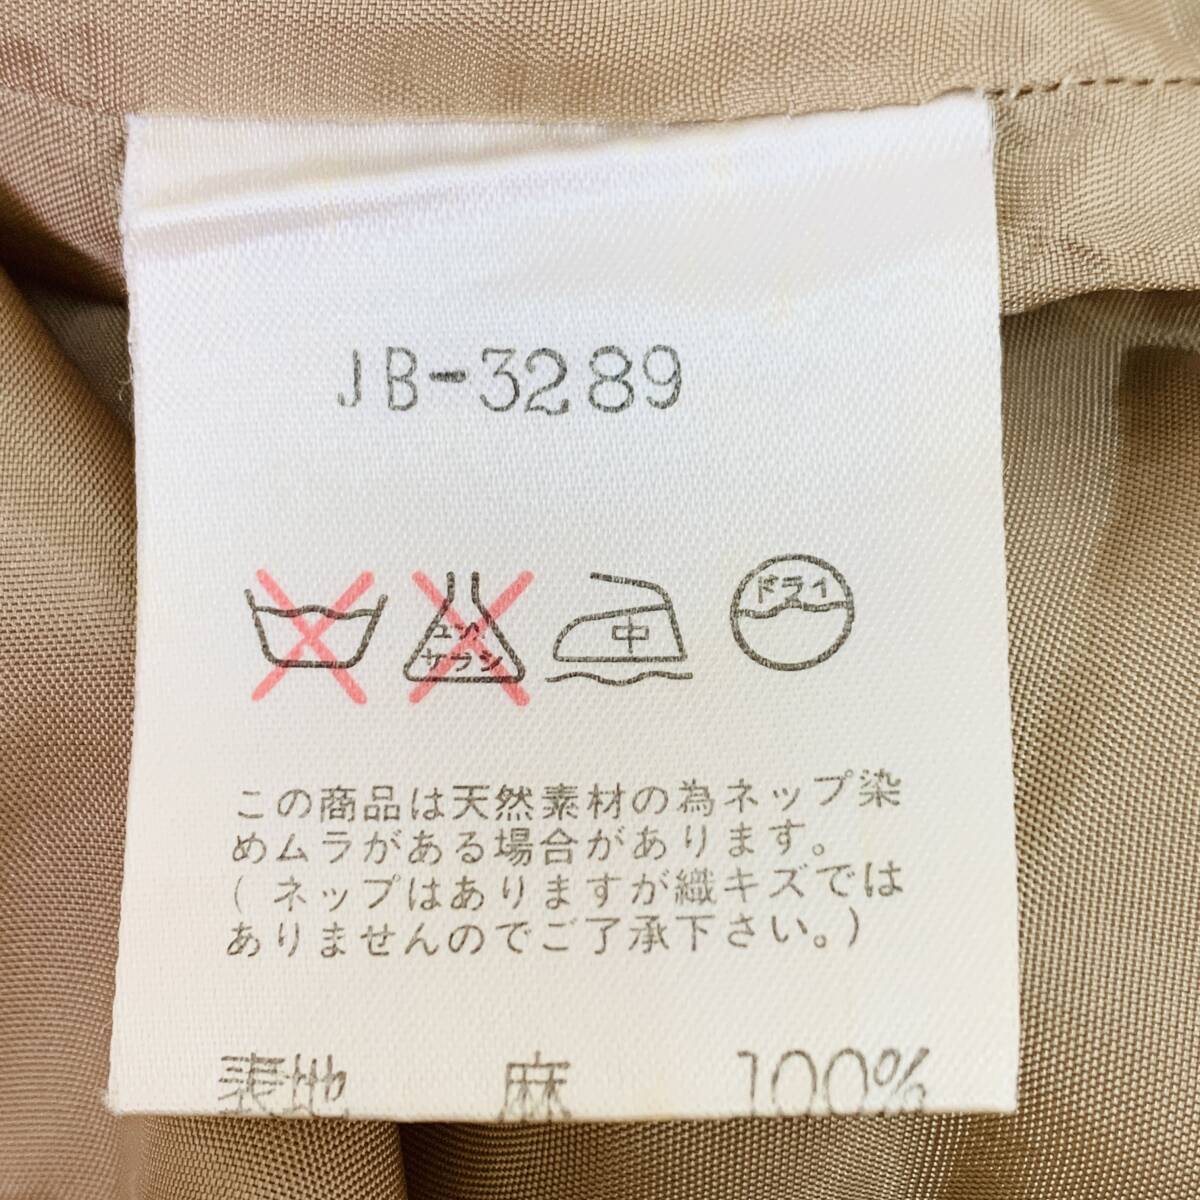 JB-3289
エンソ
サラシ
中
ドライ
この商品は天然素材の為ネップ染
めムラがある場合があります。
(ネップはありますが織キズでは
ありませんのでご了承下さい。)
表地 麻 100%